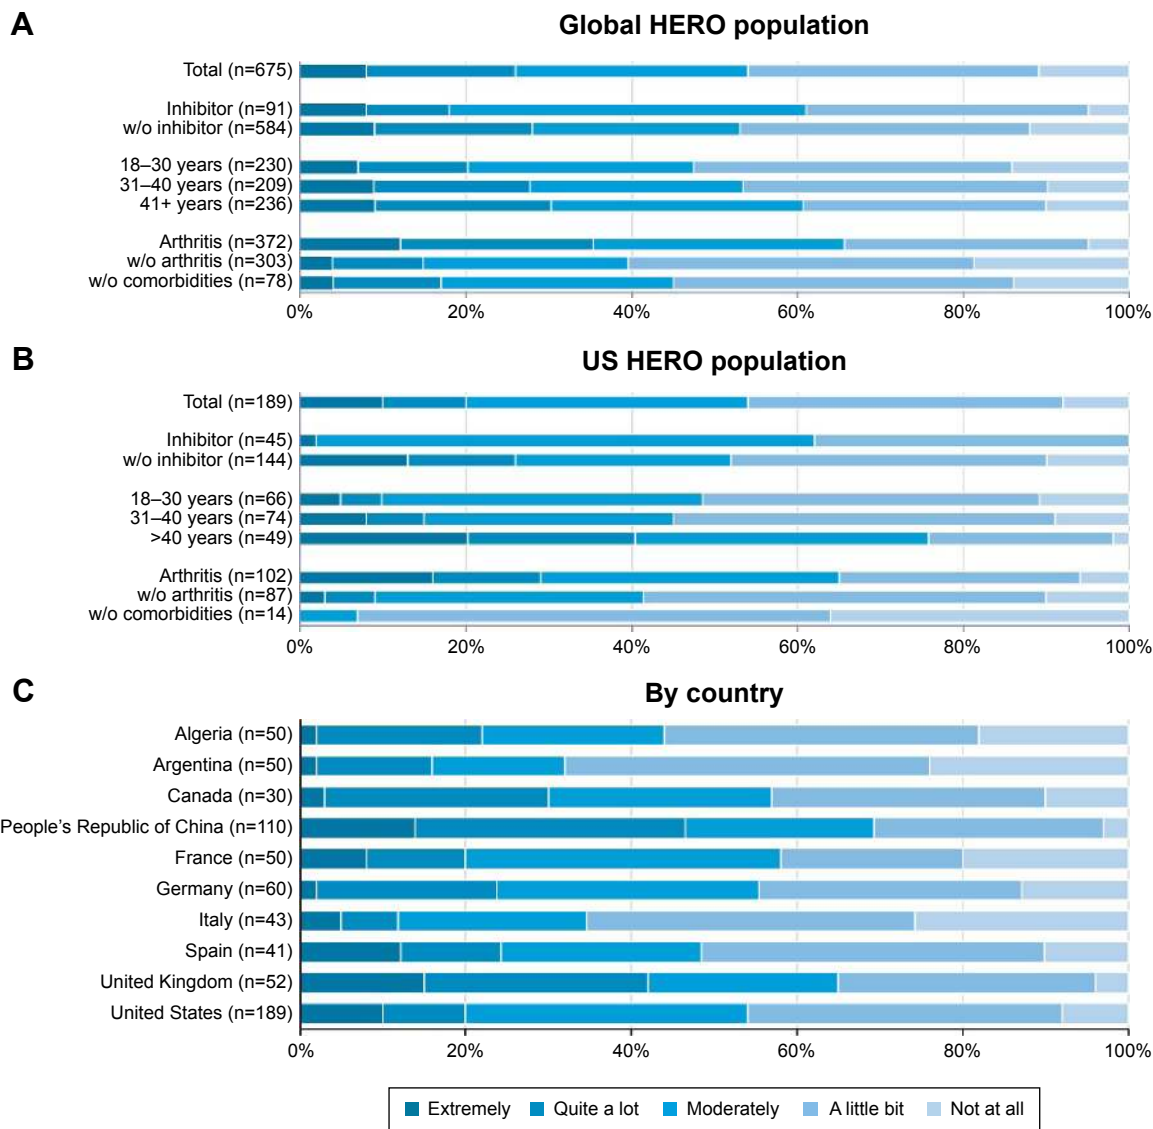 A
Global HERO population
Total (n=675)
Inhibitor (n=91)
w/o inhibitor (n=584)
18–30 years (n=230)
31–40 years (n=209)
41+ years (n=236)
Arthritis (n=372)
w/o arthritis (n=303)
w/o comorbidities (n=78)
0% 20% 40% 60% 80% 100%
B
US HERO population
Total (n=189)
Inhibitor (n=45)
w/o inhibitor (n=144)
18–30 years (n=66)
31–40 years (n=74)
>40 years (n=49)
Arthritis (n=102)
w/o arthritis (n=87)
w/o comorbidities (n=14)
0% 20% 40% 60% 80% 100%
C
By country
Algeria (n=50)
Argentina (n=50)
Canada (n=30)
People’s Republic of China (n=110)
France (n=50)
Germany (n=60)
Italy (n=43)
Spain (n=41)
United Kingdom (n=52)
United States (n=189)
0% 20% 40% 60% 80% 100%
Extremely Quite a lot Moderately A little bit Not at all